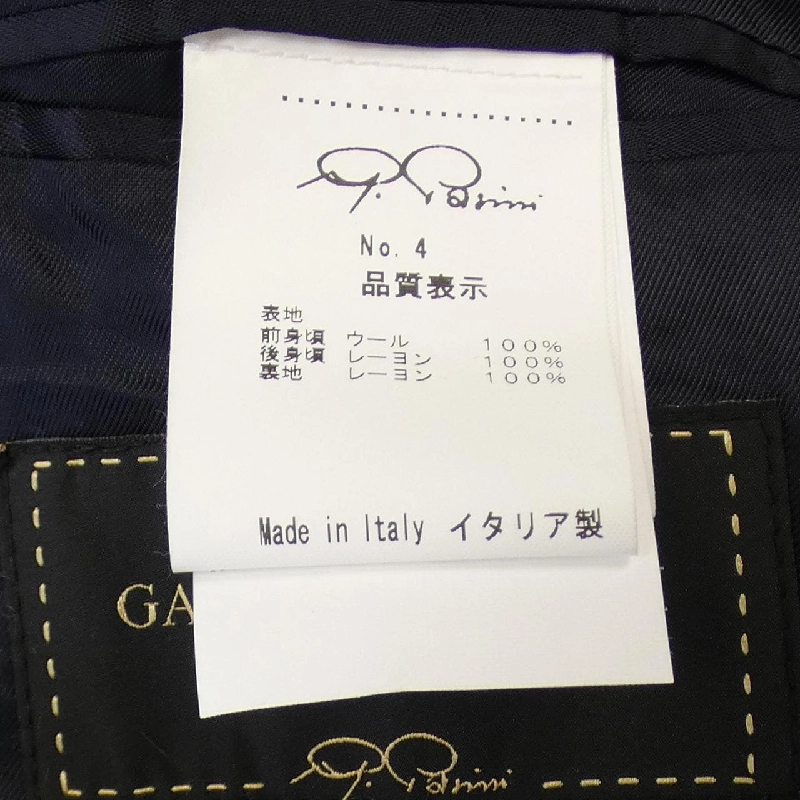 G. Pasini
No. 4
品質表示
表地
前身頃 ウール 100%
後身頃 レーヨン 100%
裏地 レーヨン 100%
Made in Italy イタリア製
G. Pasini